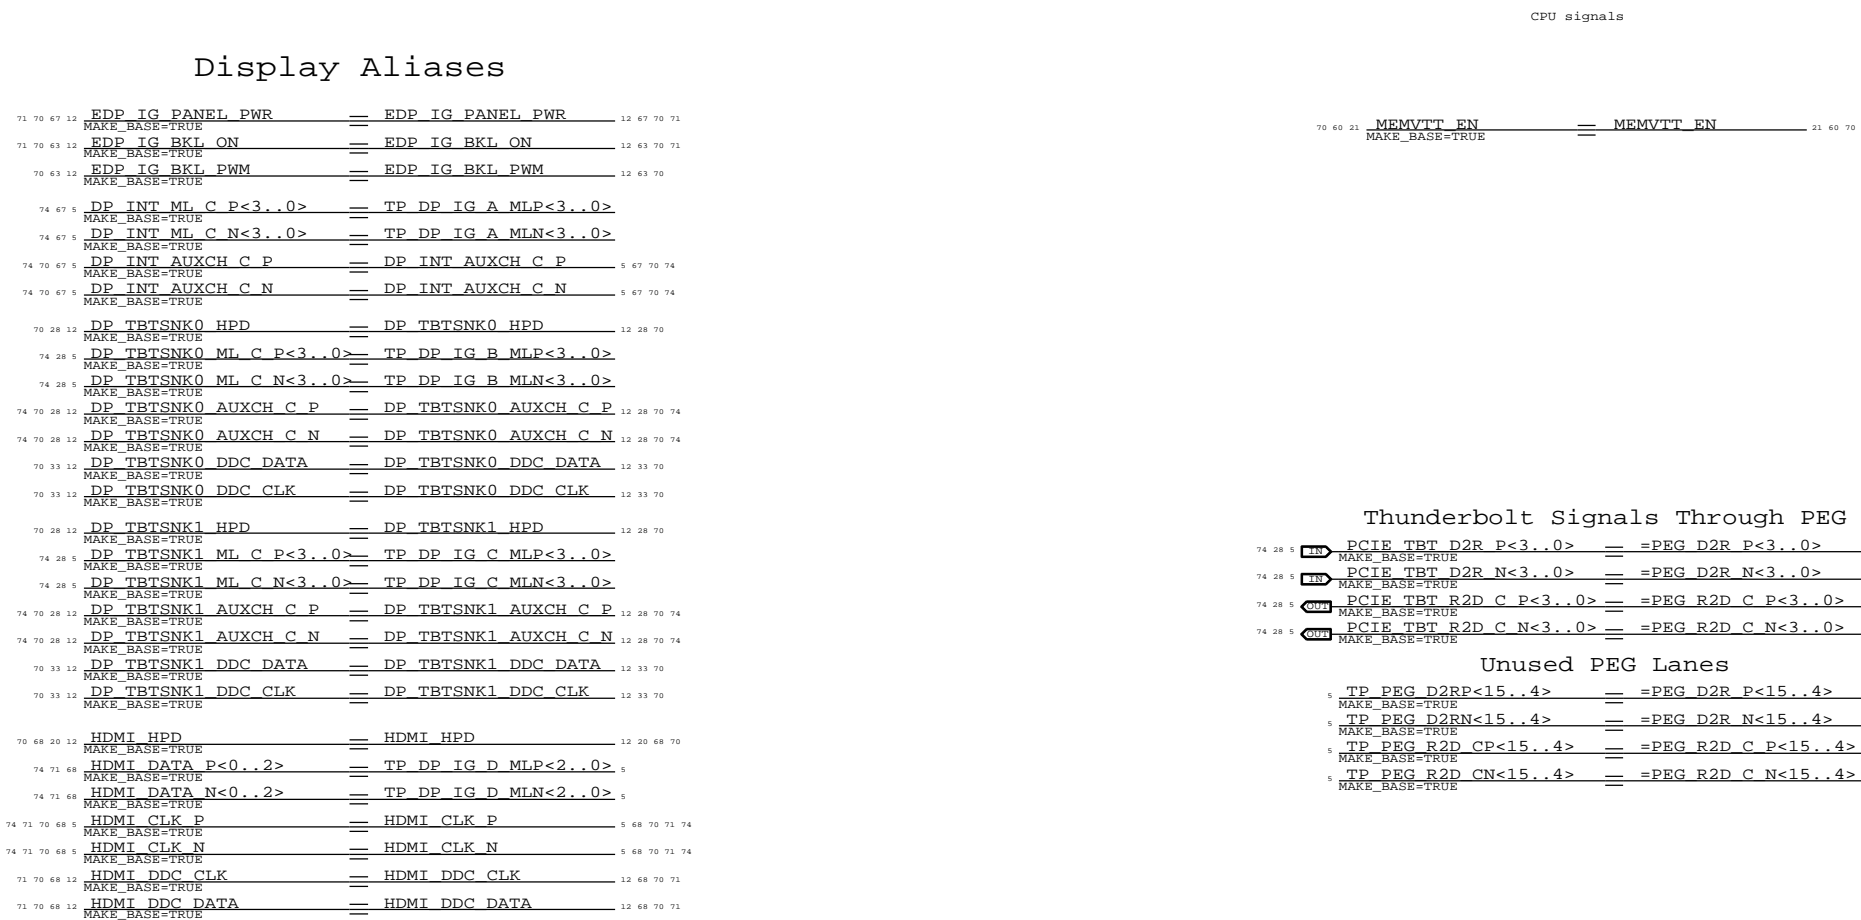 CPU signals
Display Aliases
71 70 67 12 EDP_IG_PANEL_PWR EDP_IG_PANEL_PWR 12 67 70 71
MAKE_BASE=TRUE
71 70 63 12 EDP_IG_BKL_ON EDP_IG_BKL_ON 12 63 70 71
MAKE_BASE=TRUE
70 63 12 EDP_IG_BKL_PWM EDP_IG_BKL_PWM 12 63 70
MAKE_BASE=TRUE
74 67 5 DP_INT_ML_C_P<3..0> TP_DP_IG_A_MLP<3..0>
MAKE_BASE=TRUE
74 67 5 DP_INT_ML_C_N<3..0> TP_DP_IG_A_MLN<3..0>
MAKE_BASE=TRUE
74 70 67 5 DP_INT_AUXCH_C_P DP_INT_AUXCH_C_P 5 67 70 74
MAKE_BASE=TRUE
74 70 67 5 DP_INT_AUXCH_C_N DP_INT_AUXCH_C_N 5 67 70 74
MAKE_BASE=TRUE
70 28 12 DP_TBTSNK0_HPD DP_TBTSNK0_HPD 12 28 70
MAKE_BASE=TRUE
74 28 5 DP_TBTSNK0_ML_C_P<3..0> TP_DP_IG_B_MLP<3..0>
MAKE_BASE=TRUE
74 28 5 DP_TBTSNK0_ML_C_N<3..0> TP_DP_IG_B_MLN<3..0>
MAKE_BASE=TRUE
74 70 28 12 DP_TBTSNK0_AUXCH_C_P DP_TBTSNK0_AUXCH_C_P 12 28 70 74
MAKE_BASE=TRUE
74 70 28 12 DP_TBTSNK0_AUXCH_C_N DP_TBTSNK0_AUXCH_C_N 12 28 70 74
MAKE_BASE=TRUE
70 33 12 DP_TBTSNK0_DDC_DATA DP_TBTSNK0_DDC_DATA 12 33 70
MAKE_BASE=TRUE
70 33 12 DP_TBTSNK0_DDC_CLK DP_TBTSNK0_DDC_CLK 12 33 70
MAKE_BASE=TRUE
70 28 12 DP_TBTSNK1_HPD DP_TBTSNK1_HPD 12 28 70
MAKE_BASE=TRUE
74 28 5 DP_TBTSNK1_ML_C_P<3..0> TP_DP_IG_C_MLP<3..0>
MAKE_BASE=TRUE
74 28 5 DP_TBTSNK1_ML_C_N<3..0> TP_DP_IG_C_MLN<3..0>
MAKE_BASE=TRUE
74 70 28 12 DP_TBTSNK1_AUXCH_C_P DP_TBTSNK1_AUXCH_C_P 12 28 70 74
MAKE_BASE=TRUE
74 70 28 12 DP_TBTSNK1_AUXCH_C_N DP_TBTSNK1_AUXCH_C_N 12 28 70 74
MAKE_BASE=TRUE
70 33 12 DP_TBTSNK1_DDC_DATA DP_TBTSNK1_DDC_DATA 12 33 70
MAKE_BASE=TRUE
70 33 12 DP_TBTSNK1_DDC_CLK DP_TBTSNK1_DDC_CLK 12 33 70
MAKE_BASE=TRUE
70 68 20 12 HDMI_HPD HDMI_HPD 12 20 68 70
MAKE_BASE=TRUE
74 71 68 HDMI_DATA_P<0..2> TP_DP_IG_D_MLP<2..0> 5
MAKE_BASE=TRUE
74 71 68 HDMI_DATA_N<0..2> TP_DP_IG_D_MLN<2..0> 5
MAKE_BASE=TRUE
74 71 70 68 5 HDMI_CLK_P HDMI_CLK_P 5 68 70 71 74
MAKE_BASE=TRUE
74 71 70 68 5 HDMI_CLK_N HDMI_CLK_N 5 68 70 71 74
MAKE_BASE=TRUE
71 70 68 12 HDMI_DDC_CLK HDMI_DDC_CLK 12 68 70 71
MAKE_BASE=TRUE
71 70 68 12 HDMI_DDC_DATA HDMI_DDC_DATA 12 68 70 71
MAKE_BASE=TRUE
70 60 21 MEMVTT_EN MEMVTT_EN 21 60 70
MAKE_BASE=TRUE
Thunderbolt Signals Through PEG
74 28 5 IN PCIE_TBT_D2R_P<3..0> =PEG_D2R_P<3..0>
MAKE_BASE=TRUE
74 28 5 IN PCIE_TBT_D2R_N<3..0> =PEG_D2R_N<3..0>
MAKE_BASE=TRUE
74 28 5 OUT PCIE_TBT_R2D_C_P<3..0> =PEG_R2D_C_P<3..0>
MAKE_BASE=TRUE
74 28 5 OUT PCIE_TBT_R2D_C_N<3..0> =PEG_R2D_C_N<3..0>
MAKE_BASE=TRUE
Unused PEG Lanes
5 TP_PEG_D2RP<15..4> =PEG_D2R_P<15..4>
MAKE_BASE=TRUE
5 TP_PEG_D2RN<15..4> =PEG_D2R_N<15..4>
MAKE_BASE=TRUE
5 TP_PEG_R2D_CP<15..4> =PEG_R2D_C_P<15..4>
MAKE_BASE=TRUE
5 TP_PEG_R2D_CN<15..4> =PEG_R2D_C_N<15..4>
MAKE_BASE=TRUE